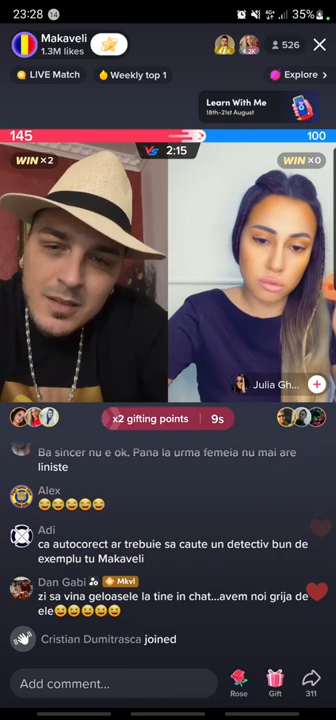 23:28
4G+
35%
Makaveli
1.3M likes
526
LIVE Match
Weekly top 1
Explore >
Learn With Me
18th-21st August
145
100
WIN ×2
VS 2:15
WIN ×0
Julia Gh...
x2 gifting points
9s
Ba sincer nu e ok. Pana la urma femeia nu mai are
liniste
Alex
😂😂😂😂😂
Adi
ca autocorect ar trebuie sa caute un detectiv bun de
exemplu tu Makaveli
Dan Gabi Mkvl
zi sa vina geloasele la tine in chat...avem noi grija de
ele😂😂😂😂😂
Cristian Dumitrasca joined
Add comment...
Rose
Gift
311